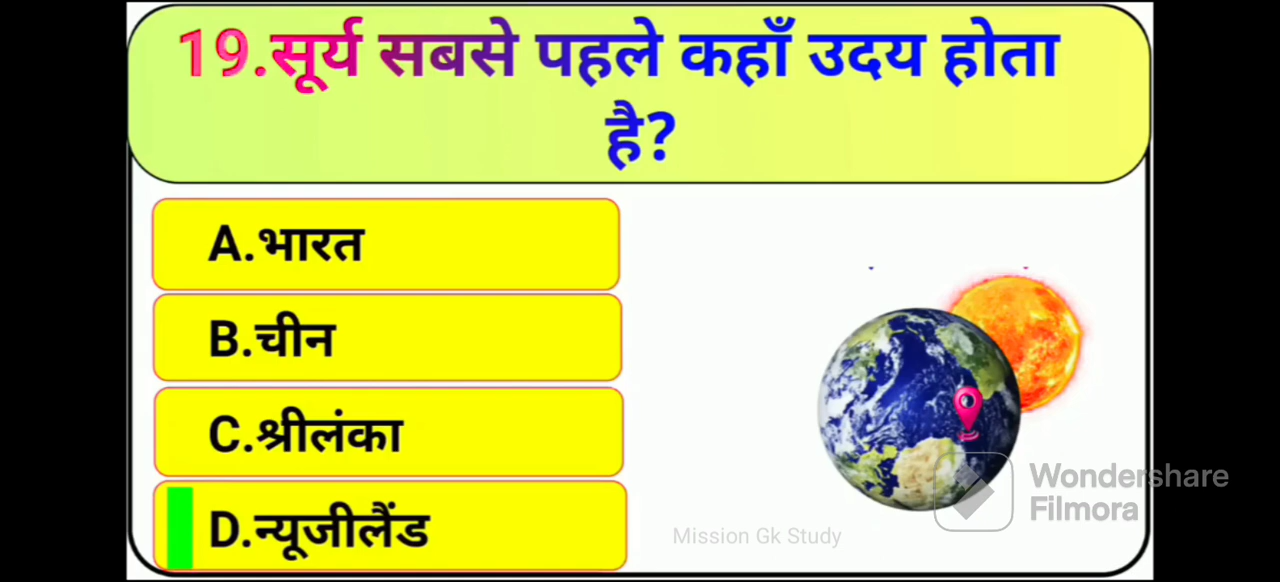 19.सूर्य सबसे पहले कहाँ उदय होता
है?
A.भारत
B.चीन
C.श्रीलंका
D.न्यूजीलैंड
Wondershare
Filmora
Mission Gk Study